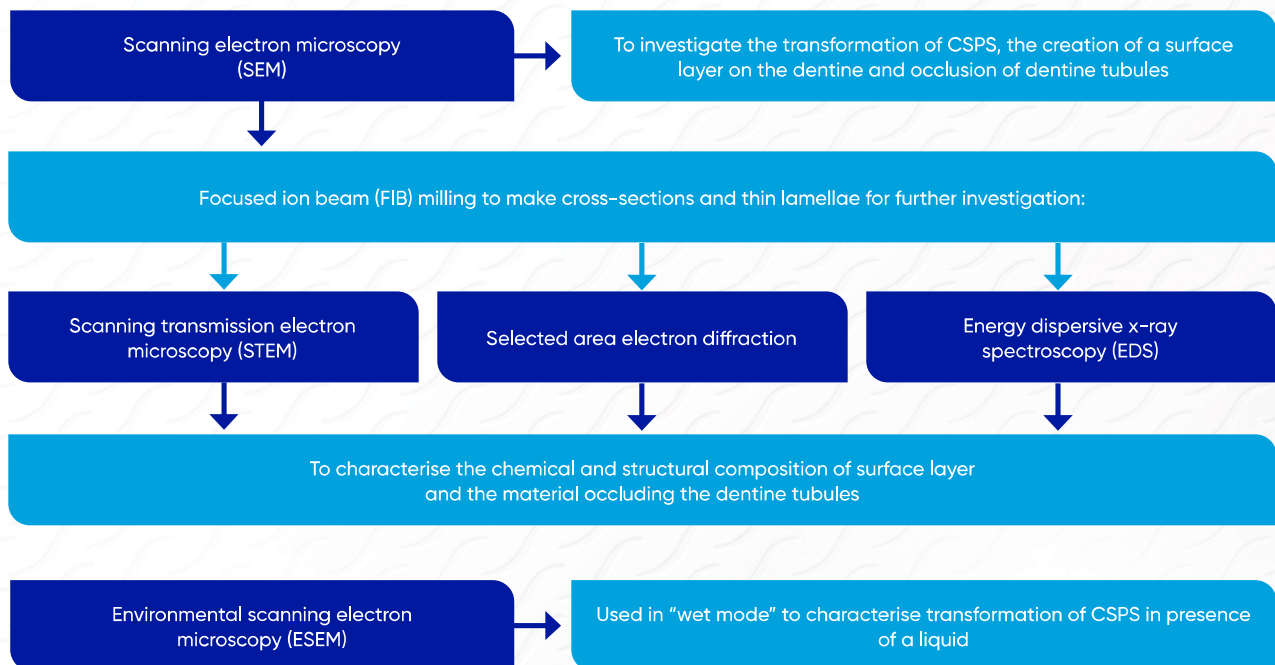 Scanning electron microscopy
(SEM)
To investigate the transformation of CSPS, the creation of a surface
layer on the dentine and occlusion of dentine tubules
Focused ion beam (FIB) milling to make cross-sections and thin lamellae for further investigation:
Scanning transmission electron
microscopy (STEM)
Selected area electron diffraction
Energy dispersive x-ray
spectroscopy (EDS)
To characterise the chemical and structural composition of surface layer
and the material occluding the dentine tubules
Environmental scanning electron
microscopy (ESEM)
Used in “wet mode” to characterise transformation of CSPS in presence
of a liquid